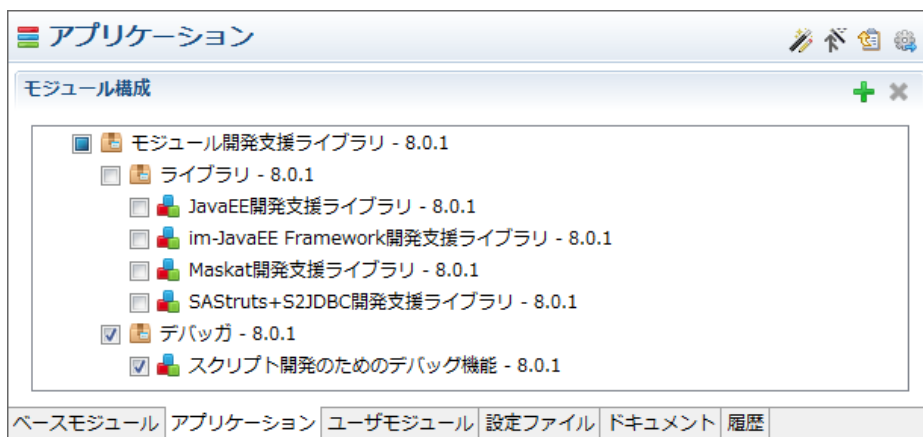 アプリケーション
モジュール構成
モジュール開発支援ライブラリ - 8.0.1
ライブラリ - 8.0.1
JavaEE開発支援ライブラリ - 8.0.1
im-JavaEE Framework開発支援ライブラリ - 8.0.1
Maskat開発支援ライブラリ - 8.0.1
SAStruts+S2JDBC開発支援ライブラリ - 8.0.1
デバッガ - 8.0.1
スクリプト開発のためのデバッグ機能 - 8.0.1
ベースモジュール アプリケーション ユーザモジュール 設定ファイル ドキュメント 履歴